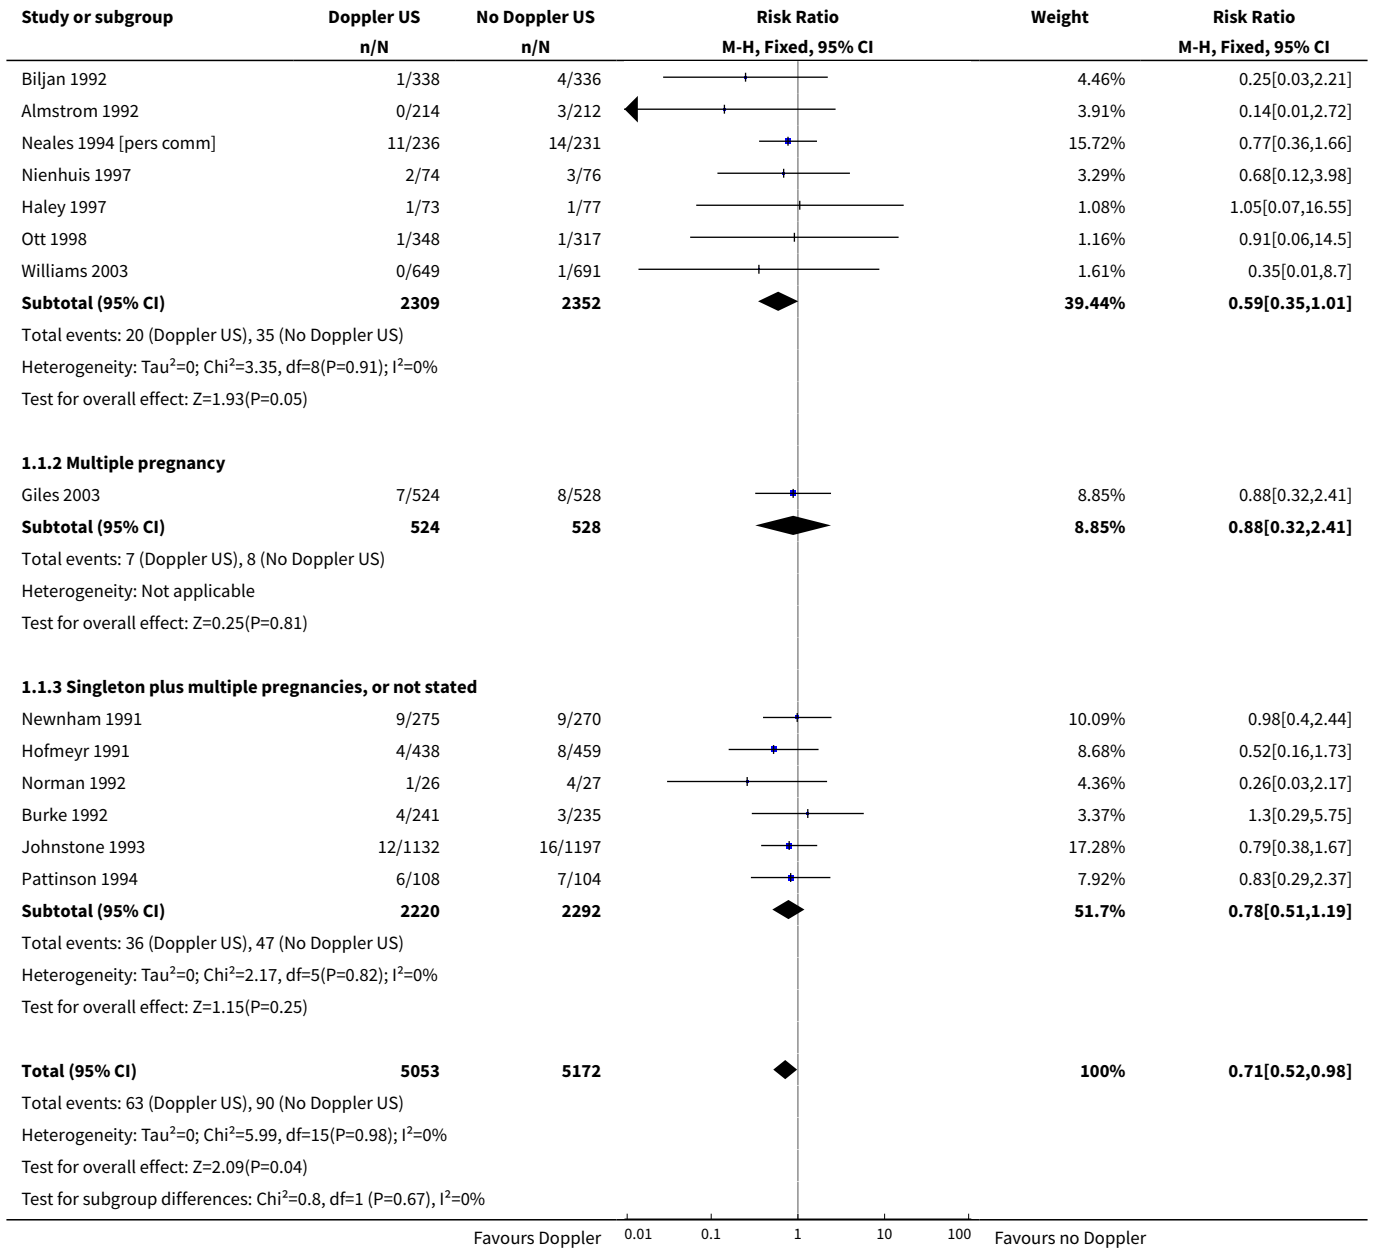 Study or subgroup Doppler US No Doppler US Risk Ratio Weight Risk Ratio
n/N n/N M-H, Fixed, 95% CI M-H, Fixed, 95% CI
Biljan 1992 1/338 4/336 4.46% 0.25[0.03,2.21]
Almstrom 1992 0/214 3/212 3.91% 0.14[0.01,2.72]
Neales 1994 [pers comm] 11/236 14/231 15.72% 0.77[0.36,1.66]
Nienhuis 1997 2/74 3/76 3.29% 0.68[0.12,3.98]
Haley 1997 1/73 1/77 1.08% 1.05[0.07,16.55]
Ott 1998 1/348 1/317 1.16% 0.91[0.06,14.5]
Williams 2003 0/649 1/691 1.61% 0.35[0.01,8.7]
Subtotal (95% CI) 2309 2352 39.44% 0.59[0.35,1.01]
Total events: 20 (Doppler US), 35 (No Doppler US)
Heterogeneity: Tau²=0; Chi²=3.35, df=8(P=0.91); I²=0%
Test for overall effect: Z=1.93(P=0.05)
1.1.2 Multiple pregnancy
Giles 2003 7/524 8/528 8.85% 0.88[0.32,2.41]
Subtotal (95% CI) 524 528 8.85% 0.88[0.32,2.41]
Total events: 7 (Doppler US), 8 (No Doppler US)
Heterogeneity: Not applicable
Test for overall effect: Z=0.25(P=0.81)
1.1.3 Singleton plus multiple pregnancies, or not stated
Newnham 1991 9/275 9/270 10.09% 0.98[0.4,2.44]
Hofmeyr 1991 4/438 8/459 8.68% 0.52[0.16,1.73]
Norman 1992 1/26 4/27 4.36% 0.26[0.03,2.17]
Burke 1992 4/241 3/235 3.37% 1.3[0.29,5.75]
Johnstone 1993 12/1132 16/1197 17.28% 0.79[0.38,1.67]
Pattinson 1994 6/108 7/104 7.92% 0.83[0.29,2.37]
Subtotal (95% CI) 2220 2292 51.7% 0.78[0.51,1.19]
Total events: 36 (Doppler US), 47 (No Doppler US)
Heterogeneity: Tau²=0; Chi²=2.17, df=5(P=0.82); I²=0%
Test for overall effect: Z=1.15(P=0.25)
Total (95% CI) 5053 5172 100% 0.71[0.52,0.98]
Total events: 63 (Doppler US), 90 (No Doppler US)
Heterogeneity: Tau²=0; Chi²=5.99, df=15(P=0.98); I²=0%
Test for overall effect: Z=2.09(P=0.04)
Test for subgroup differences: Chi²=0.8, df=1 (P=0.67), I²=0%
Favours Doppler 0.01 0.1 1 10 100 Favours no Doppler